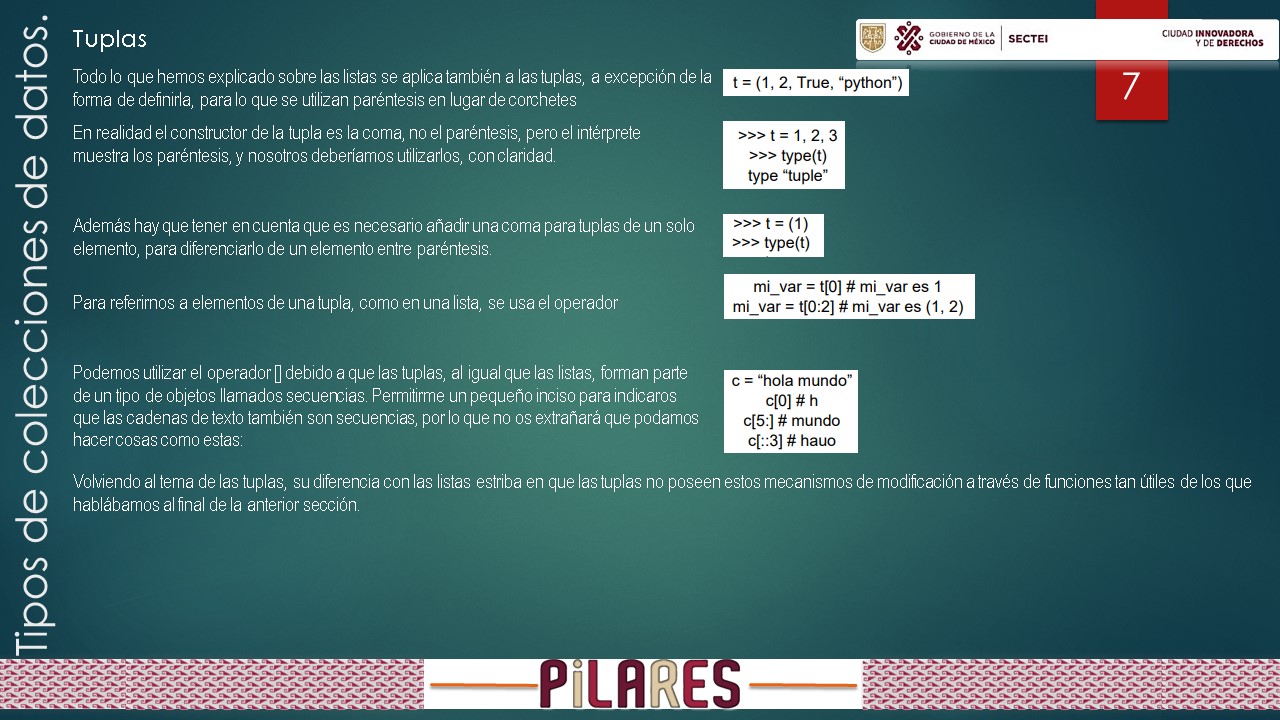 Tipos de colecciones de datos.
Tuplas
GOBIERNO DE LA
CIUDAD DE MÉXICO
SECTEI
CIUDAD INNOVADORA
Y DE DERECHOS
7
Todo lo que hemos explicado sobre las listas se aplica también a las tuplas, a excepción de la
forma de definirla, para lo que se utilizan paréntesis en lugar de corchetes
t = (1, 2, True, “python”)
En realidad el constructor de la tupla es la coma, no el paréntesis, pero el intérprete
muestra los paréntesis, y nosotros deberíamos utilizarlos, con claridad.
>>> t = 1, 2, 3
>>> type(t)
type “tuple”
Además hay que tener en cuenta que es necesario añadir una coma para tuplas de un solo
elemento, para diferenciarlo de un elemento entre paréntesis.
>>> t = (1)
>>> type(t)
Para referirnos a elementos de una tupla, como en una lista, se usa el operador
mi_var = t[0] # mi_var es 1
mi_var = t[0:2] # mi_var es (1, 2)
Podemos utilizar el operador [] debido a que las tuplas, al igual que las listas, forman parte
de un tipo de objetos llamados secuencias. Permitirme un pequeño inciso para indicaros
que las cadenas de texto también son secuencias, por lo que no os extrañará que podamos
hacer cosas como estas:
c = “hola mundo”
c[0] # h
c[5:] # mundo
c[::3] # hauo
Volviendo al tema de las tuplas, su diferencia con las listas estriba en que las tuplas no poseen estos mecanismos de modificación a través de funciones tan útiles de los que
hablábamos al final de la anterior sección.
PiLARES